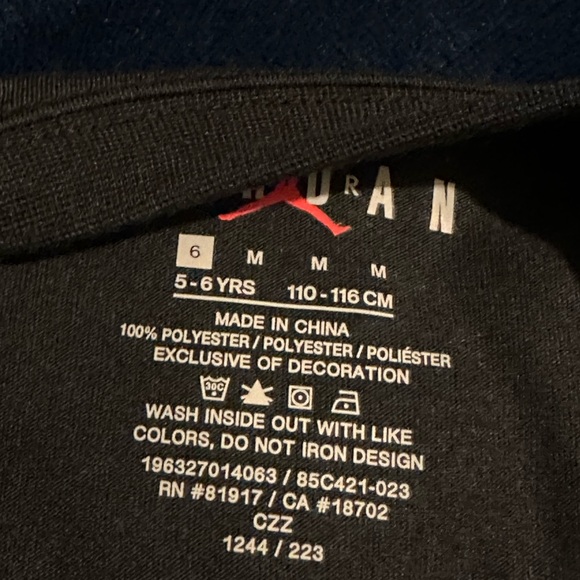 6 M M M
5-6 YRS 110-116 CM
MADE IN CHINA
100% POLYESTER / POLYESTER / POLIÉSTER
EXCLUSIVE OF DECORATION
30C
WASH INSIDE OUT WITH LIKE
COLORS, DO NOT IRON DESIGN
196327014063 / 85C421-023
RN #81917 / CA #18702
CZZ
1244 / 223